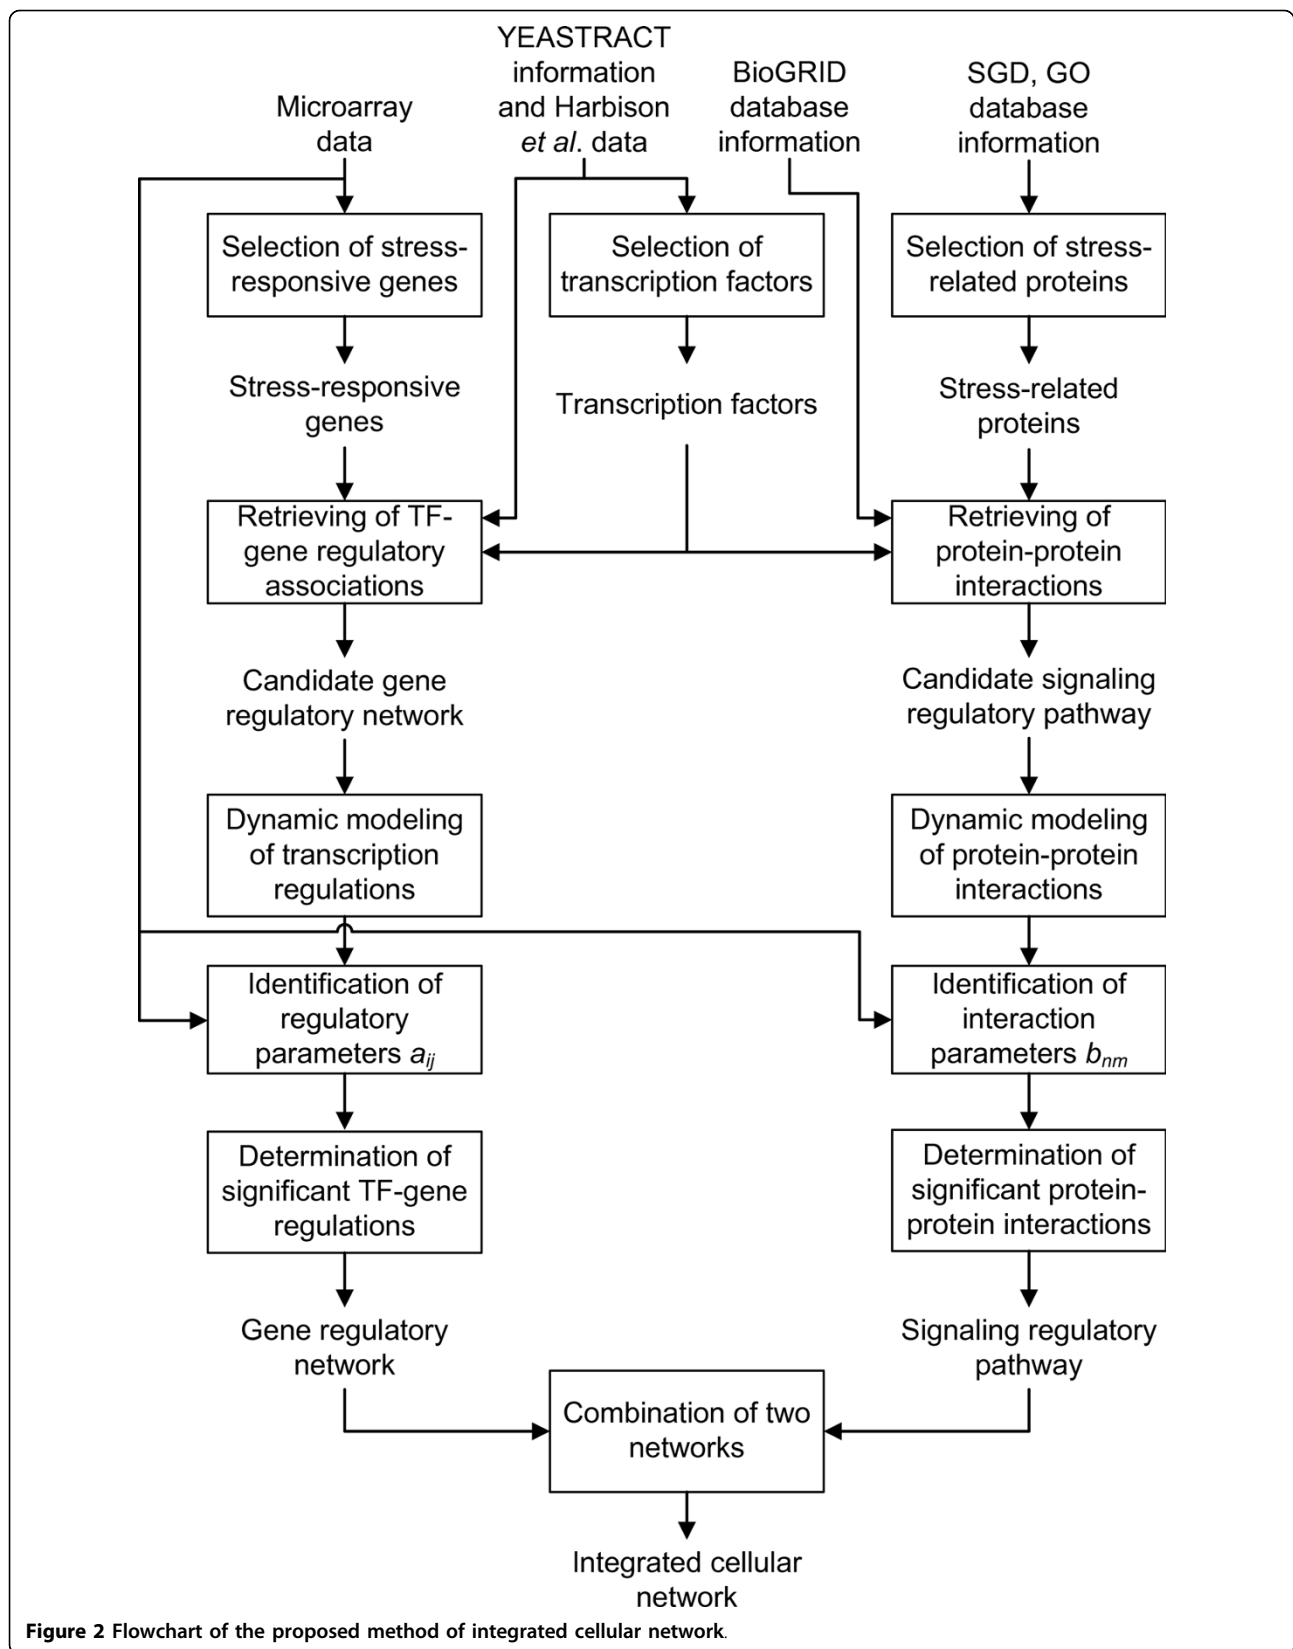 Microarray
data
YEASTRACT
information
and Harbison
et al. data
BioGRID
database
information
SGD, GO
database
information
Selection of stress-
responsive genes
Selection of
transcription factors
Selection of stress-
related proteins
Stress-responsive
genes
Transcription factors
Stress-related
proteins
Retrieving of TF-
gene regulatory
associations
Retrieving of
protein-protein
interactions
Candidate gene
regulatory network
Candidate signaling
regulatory pathway
Dynamic modeling
of transcription
regulations
Dynamic modeling
of protein-protein
interactions
Identification of
regulatory
parameters aij
Identification of
interaction
parameters bnm
Determination of
significant TF-gene
regulations
Determination of
significant protein-
protein interactions
Gene regulatory
network
Signaling regulatory
pathway
Combination of two
networks
Integrated cellular
network
Figure 2 Flowchart of the proposed method of integrated cellular network.